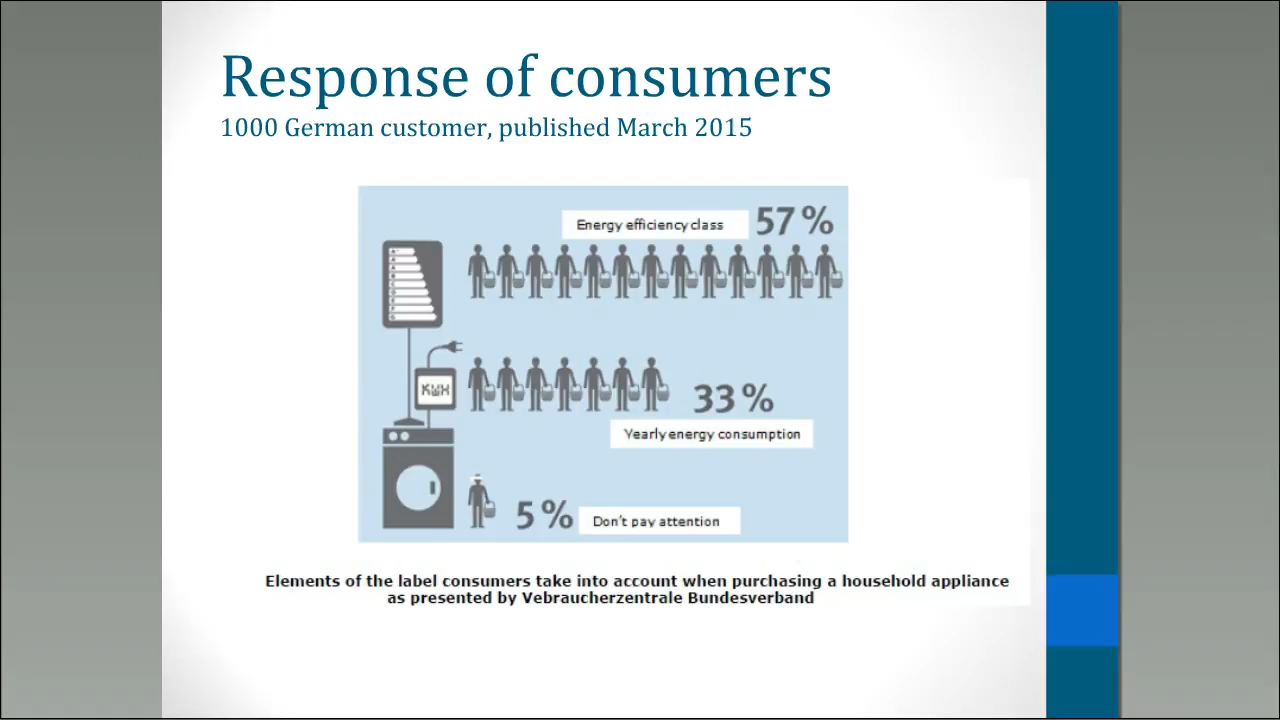 Response of consumers
1000 German customer, published March 2015
Energy efficiency class 57%
KWH
33%
Yearly energy consumption
5% Don't pay attention
Elements of the label consumers take into account when purchasing a household appliance
as presented by Vebraucherzentrale Bundesverband